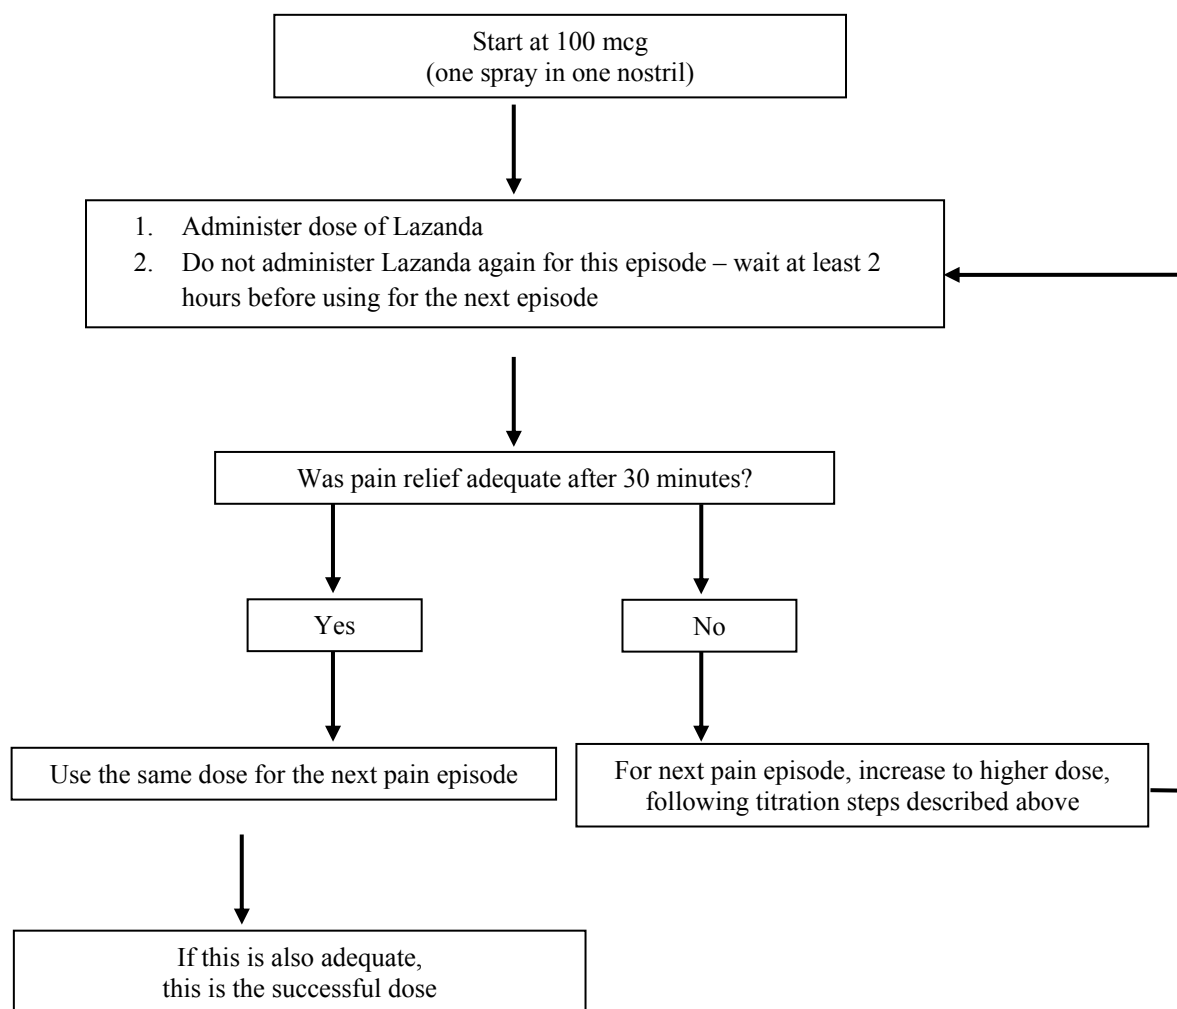 Start at 100 mcg
(one spray in one nostril)
1. Administer dose of Lazanda
2. Do not administer Lazanda again for this episode – wait at least 2
hours before using for the next episode
Was pain relief adequate after 30 minutes?
Yes
No
Use the same dose for the next pain episode
For next pain episode, increase to higher dose,
following titration steps described above
If this is also adequate,
this is the successful dose